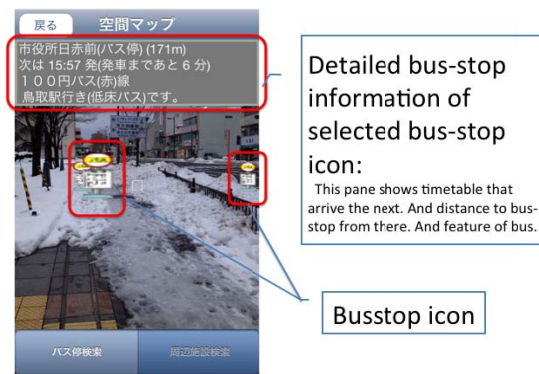 戻る
空間マップ
市役所日赤前(バス停) (171m)
次は 15:57 発(発車まであと 6 分)
１００円バス(赤)線
鳥取駅行き(低床バス)です。
バス停検索
周辺施設検索
Detailed bus-stop
information of
selected bus-stop
icon:
This pane shows timetable that
arrive the next. And distance to bus-
stop from there. And feature of bus.
Busstop icon